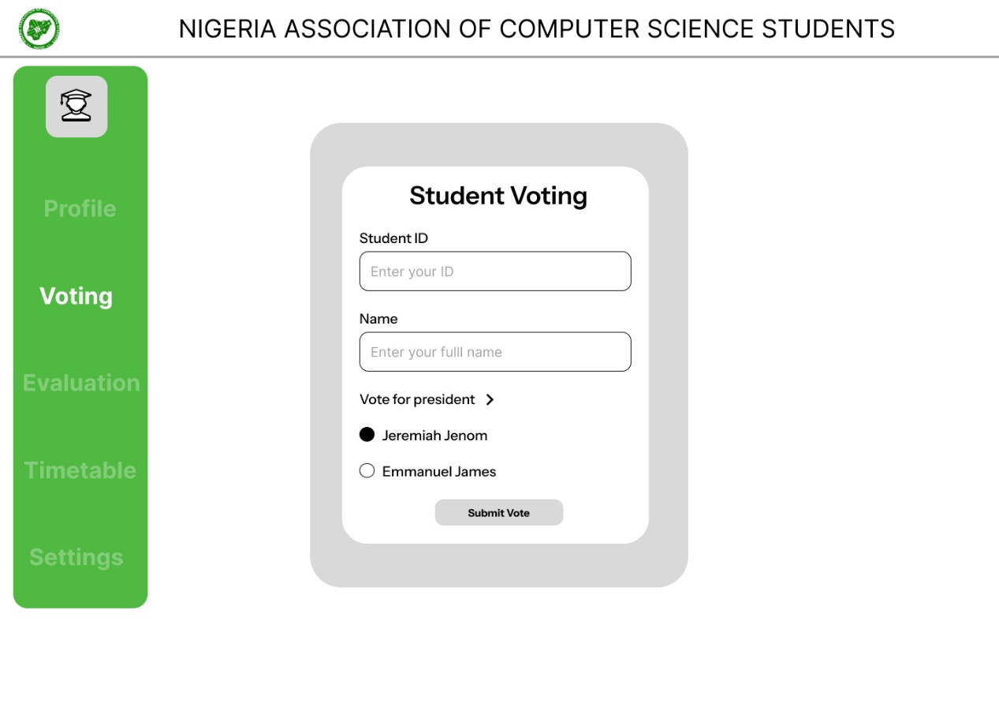 NIGERIA ASSOCIATION OF COMPUTER SCIENCE STUDENTS
Profile
Voting
Evaluation
Timetable
Settings
Student Voting
Student ID
Enter your ID
Name
Enter your fulll name
Vote for president
Jeremiah Jenom
Emmanuel James
Submit Vote